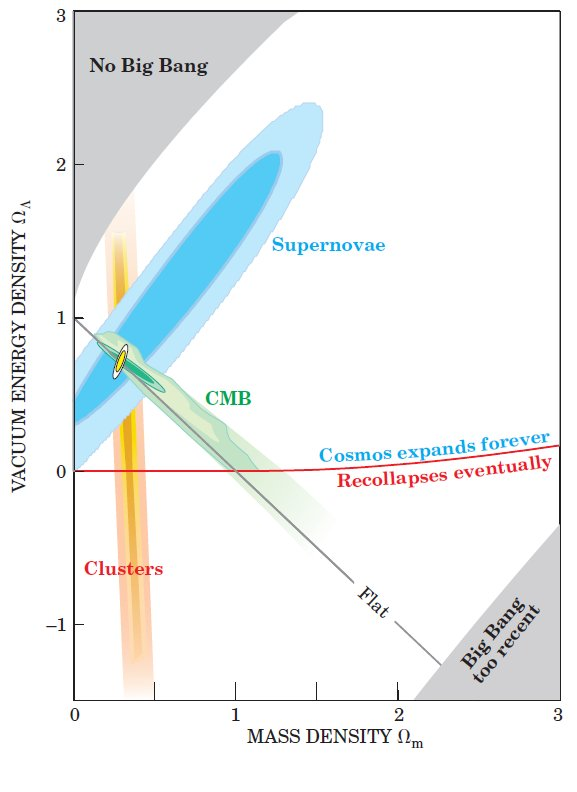 3
No Big Bang
2
Supernovae
1
CMB
Cosmos expands forever
0
Recollapses eventually
Clusters
Flat
−1
Big Bang
too recent
0
1
2
3
MASS DENSITY Ωm
VACUUM ENERGY DENSITY ΩΛ